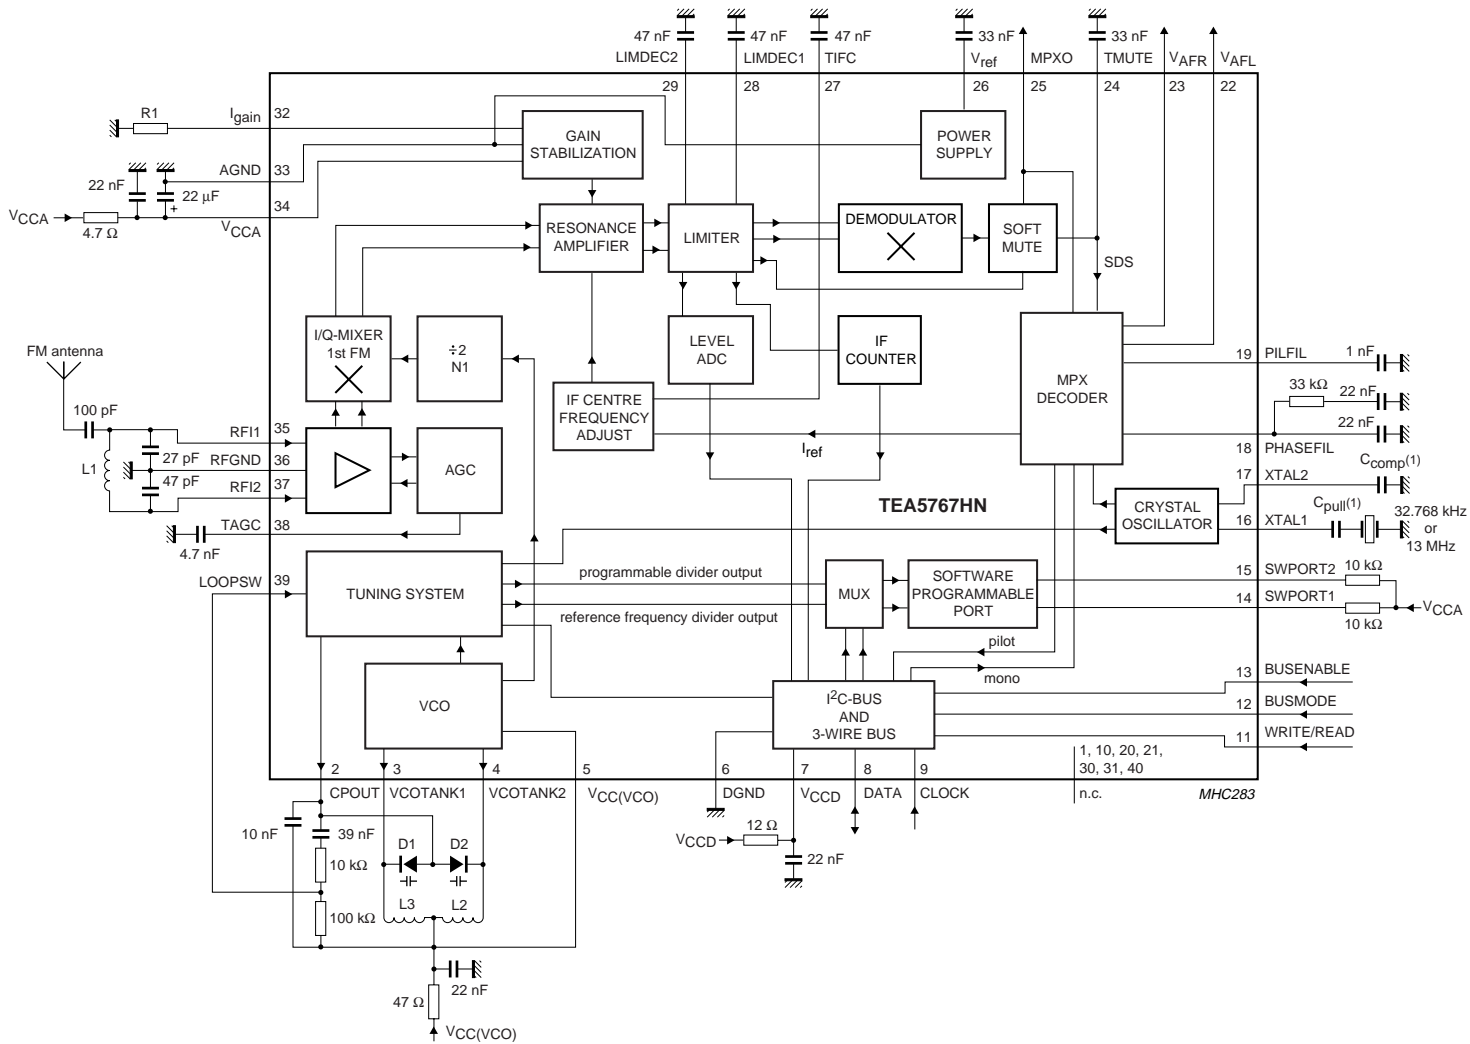 47 nF
47 nF
47 nF
33 nF
33 nF
LIMDEC2
LIMDEC1
TIFC
Vref
MPXO
TMUTE
VAFR
VAFL
29
28
27
26
25
24
23
22
R1
Igain
32
GAIN
STABILIZATION
POWER
SUPPLY
AGND
33
22 nF
22 μF
+
34
VCCA
4.7 Ω
VCCA
RESONANCE
AMPLIFIER
LIMITER
DEMODULATOR
SOFT
MUTE
SDS
I/Q-MIXER
1st FM
÷2
N1
LEVEL
ADC
IF
COUNTER
FM antenna
100 pF
IF CENTRE
FREQUENCY
ADJUST
Iref
MPX
DECODER
19
PILFIL
1 nF
33 kΩ
22 nF
22 nF
18
PHASEFIL
RFI1
35
27 pF
L1
RFGND
36
47 pF
RFI2
37
AGC
TEA5767HN
17
XTAL2
Ccomp(1)
CRYSTAL
OSCILLATOR
16
XTAL1
Cpull(1)
32.768 kHz
or
13 MHz
TAGC
38
4.7 nF
LOOPSW
39
TUNING SYSTEM
programmable divider output
reference frequency divider output
MUX
SOFTWARE
PROGRAMMABLE
PORT
15
SWPORT2
10 kΩ
14
SWPORT1
10 kΩ
VCCA
pilot
mono
VCO
I2C-BUS
AND
3-WIRE BUS
13
BUSENABLE
12
BUSMODE
11
WRITE/READ
1, 10, 20, 21,
30, 31, 40
n.c.
MHC283
2
3
4
5
6
7
8
9
CPOUT
VCOTANK1
VCOTANK2
VCC(VCO)
DGND
VCCD
DATA
CLOCK
10 nF
39 nF
D1
D2
10 kΩ
L3
L2
100 kΩ
VCCD
12 Ω
22 nF
22 nF
47 Ω
VCC(VCO)